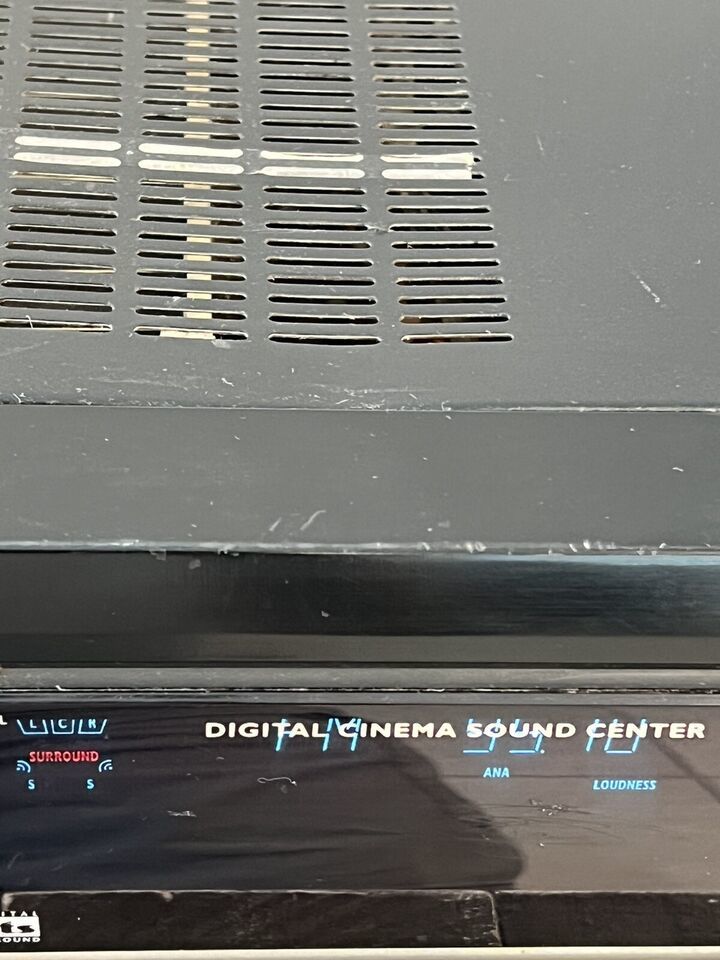 L C R
DIGITAL CINEMA SOUND CENTER
SURROUND
S S
ANA
LOUDNESS